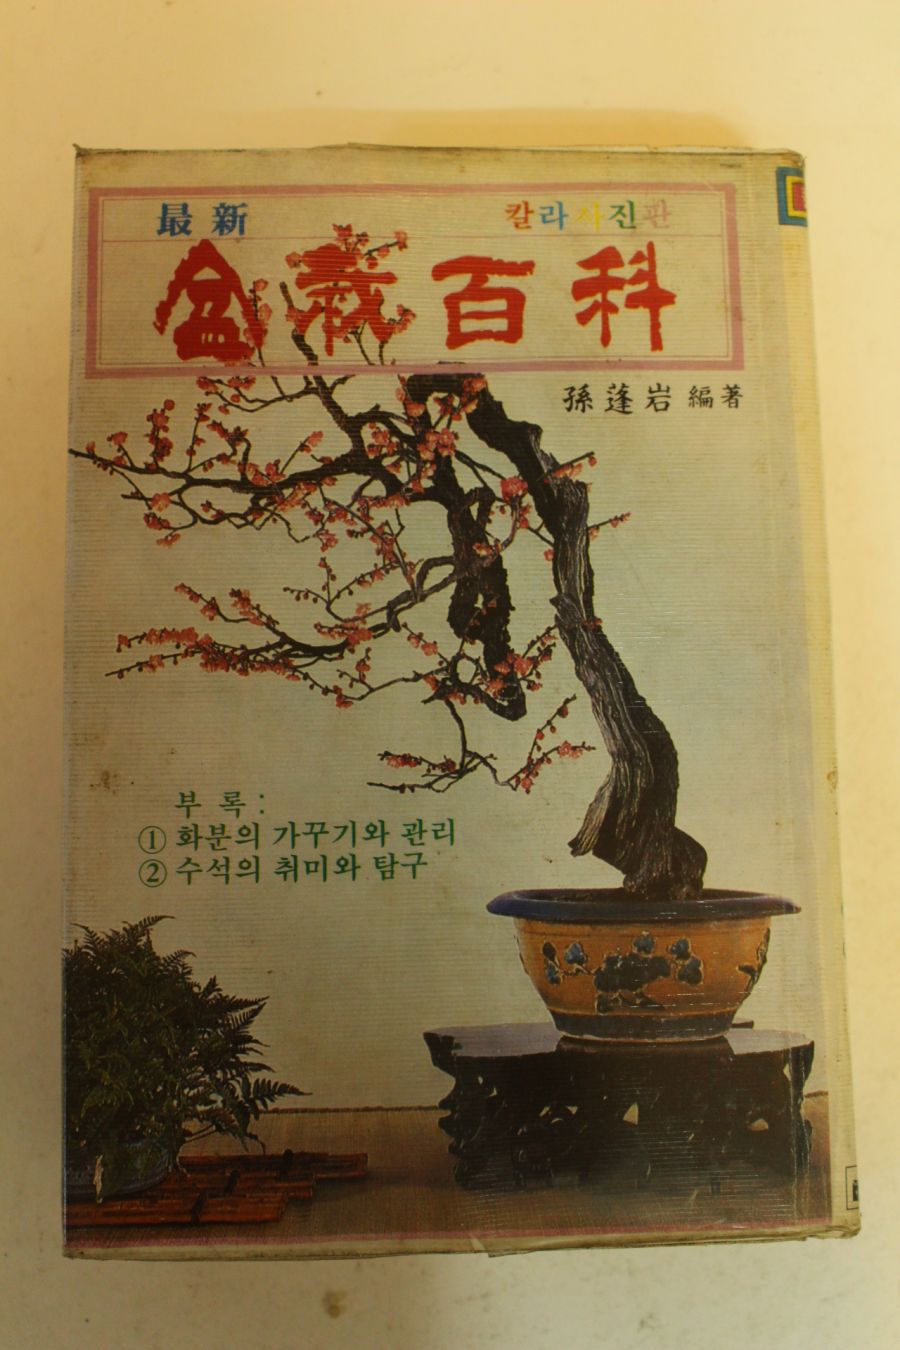 最新 칼라사진판
盆栽百科
孫蓬岩 編著
부록:
① 화분의 가꾸기와 관리
② 수석의 취미와 탐구